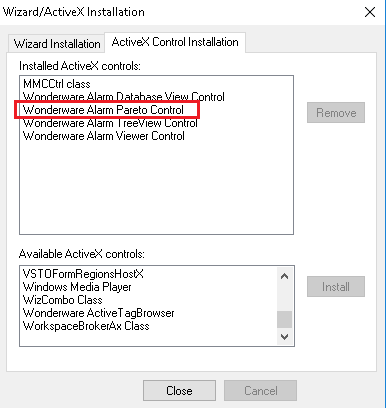 Wizard/ActiveX Installation
Wizard Installation
ActiveX Control Installation
Installed ActiveX controls:
MMCCtrl class
Wonderware Alarm Database View Control
Wonderware Alarm Pareto Control
Wonderware Alarm TreeView Control
Wonderware Alarm Viewer Control
Remove
Available ActiveX controls:
VSTOFormRegionsHostX
Windows Media Player
WizCombo Class
Wonderware ActiveTagBrowser
WorkspaceBrokerAx Class
Install
Close
Cancel